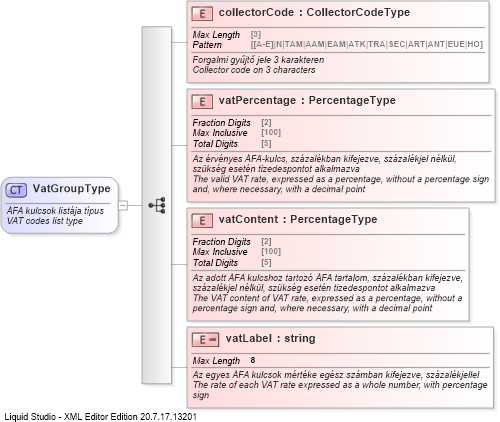 E collectorCode : CollectorCodeType
Max Length [3]
Pattern [[A-E]|N|TAM|AAM|EAM|ATK|TRA|SEC|ART|ANT|EUE|HO]
Forgalmi gyűjtő jele 3 karakteren
Collector code on 3 characters
E vatPercentage : PercentageType
Fraction Digits [2]
Max Inclusive [100]
Total Digits [5]
Az érvényes ÁFA-kulcs, százalékban kifejezve, százalékjel nélkül,
szükség esetén tizedespontot alkalmazva
The valid VAT rate, expressed as a percentage, without a percentage sign
and, where necessary, with a decimal point
CT VatGroupType
ÁFA kulcsok listája típus
VAT codes list type
E vatContent : PercentageType
Fraction Digits [2]
Max Inclusive [100]
Total Digits [5]
Az adott ÁFA kulcshoz tartozó ÁFA tartalom, százalékban kifejezve,
százalékjel nélkül, szükség esetén tizedespontot alkalmazva
The VAT content of VAT rate, expressed as a percentage, without a
percentage sign and, where necessary, with a decimal point
E vatLabel : string
Max Length 8
Az egyes ÁFA kulcsok mértéke egész számban kifejezve, százalékjellel
The rate of each VAT rate expressed as a whole number, with percentage
sign
Liquid Studio - XML Editor Edition 20.7.17.13201